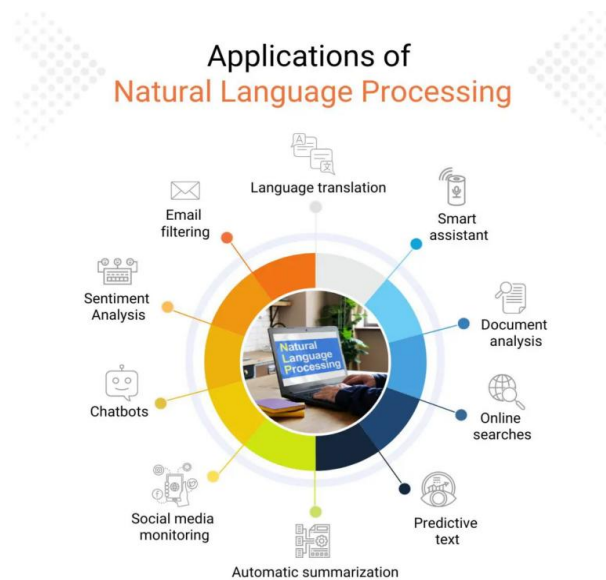 Applications of
Natural Language Processing
Language translation
Smart
assistant
Document
analysis
Online
searches
Predictive
text
Automatic summarization
Social media
monitoring
Chatbots
Sentiment
Analysis
Email
filtering
Natural
Language
Processing